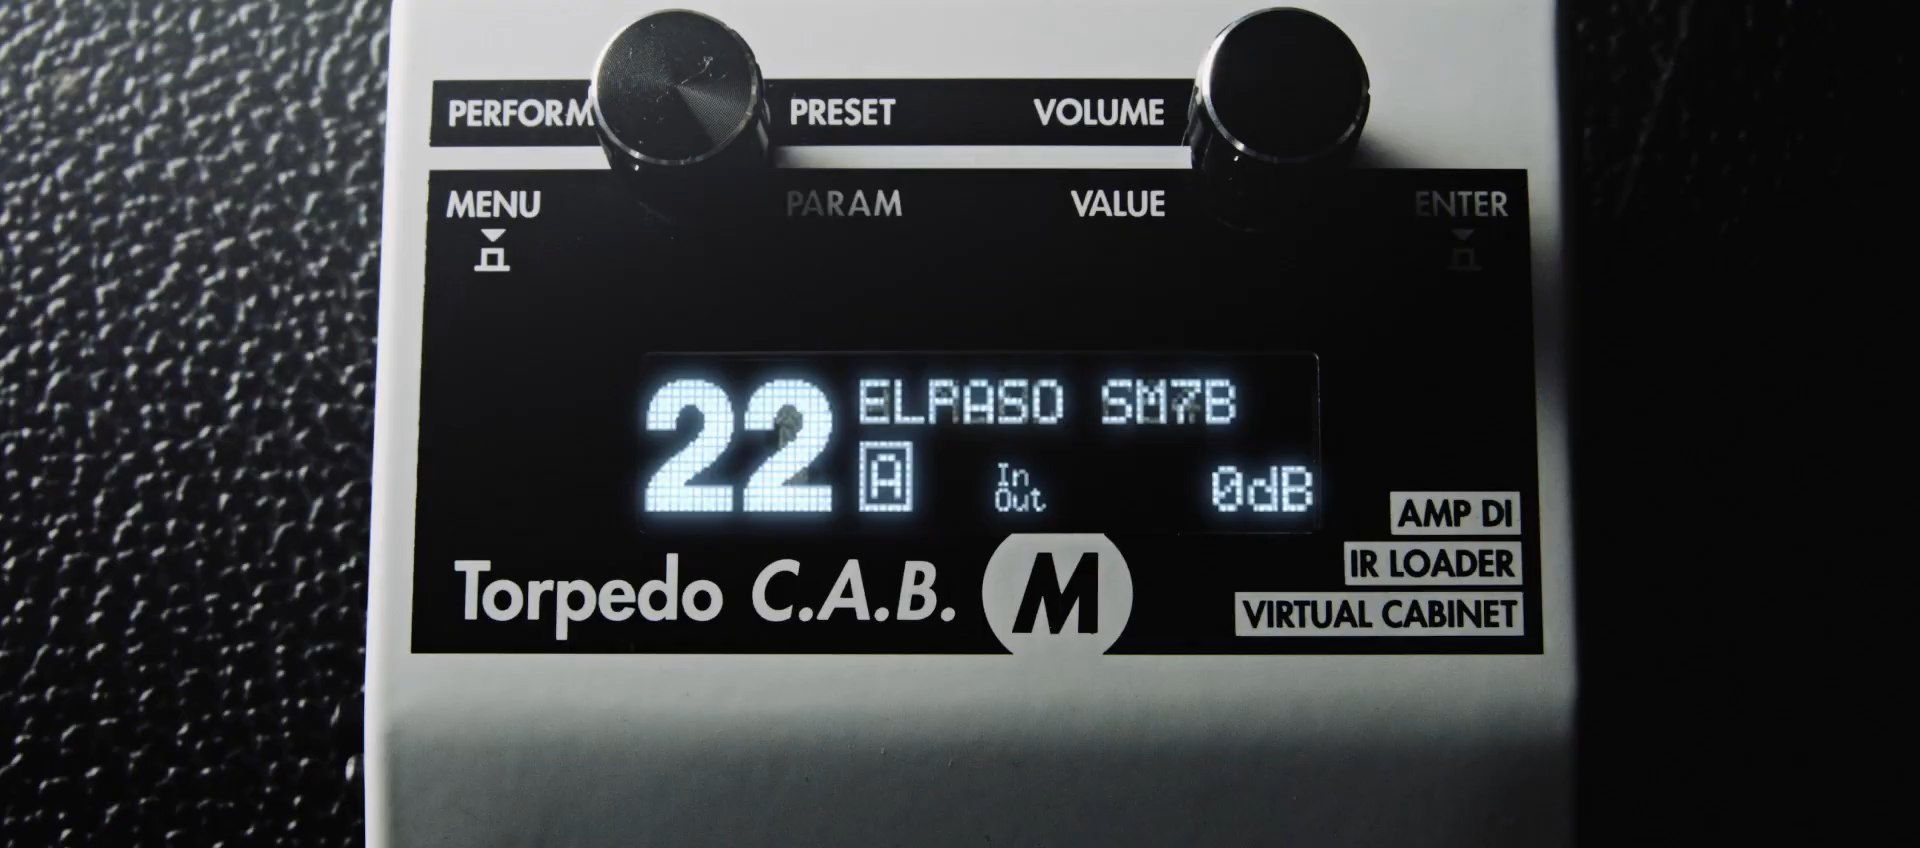 PERFORM PRESET VOLUME
MENU PARAM VALUE ENTER
22 ELPASO SM7B
A In Out 0dB
AMP DI
IR LOADER
Torpedo C.A.B. M
VIRTUAL CABINET